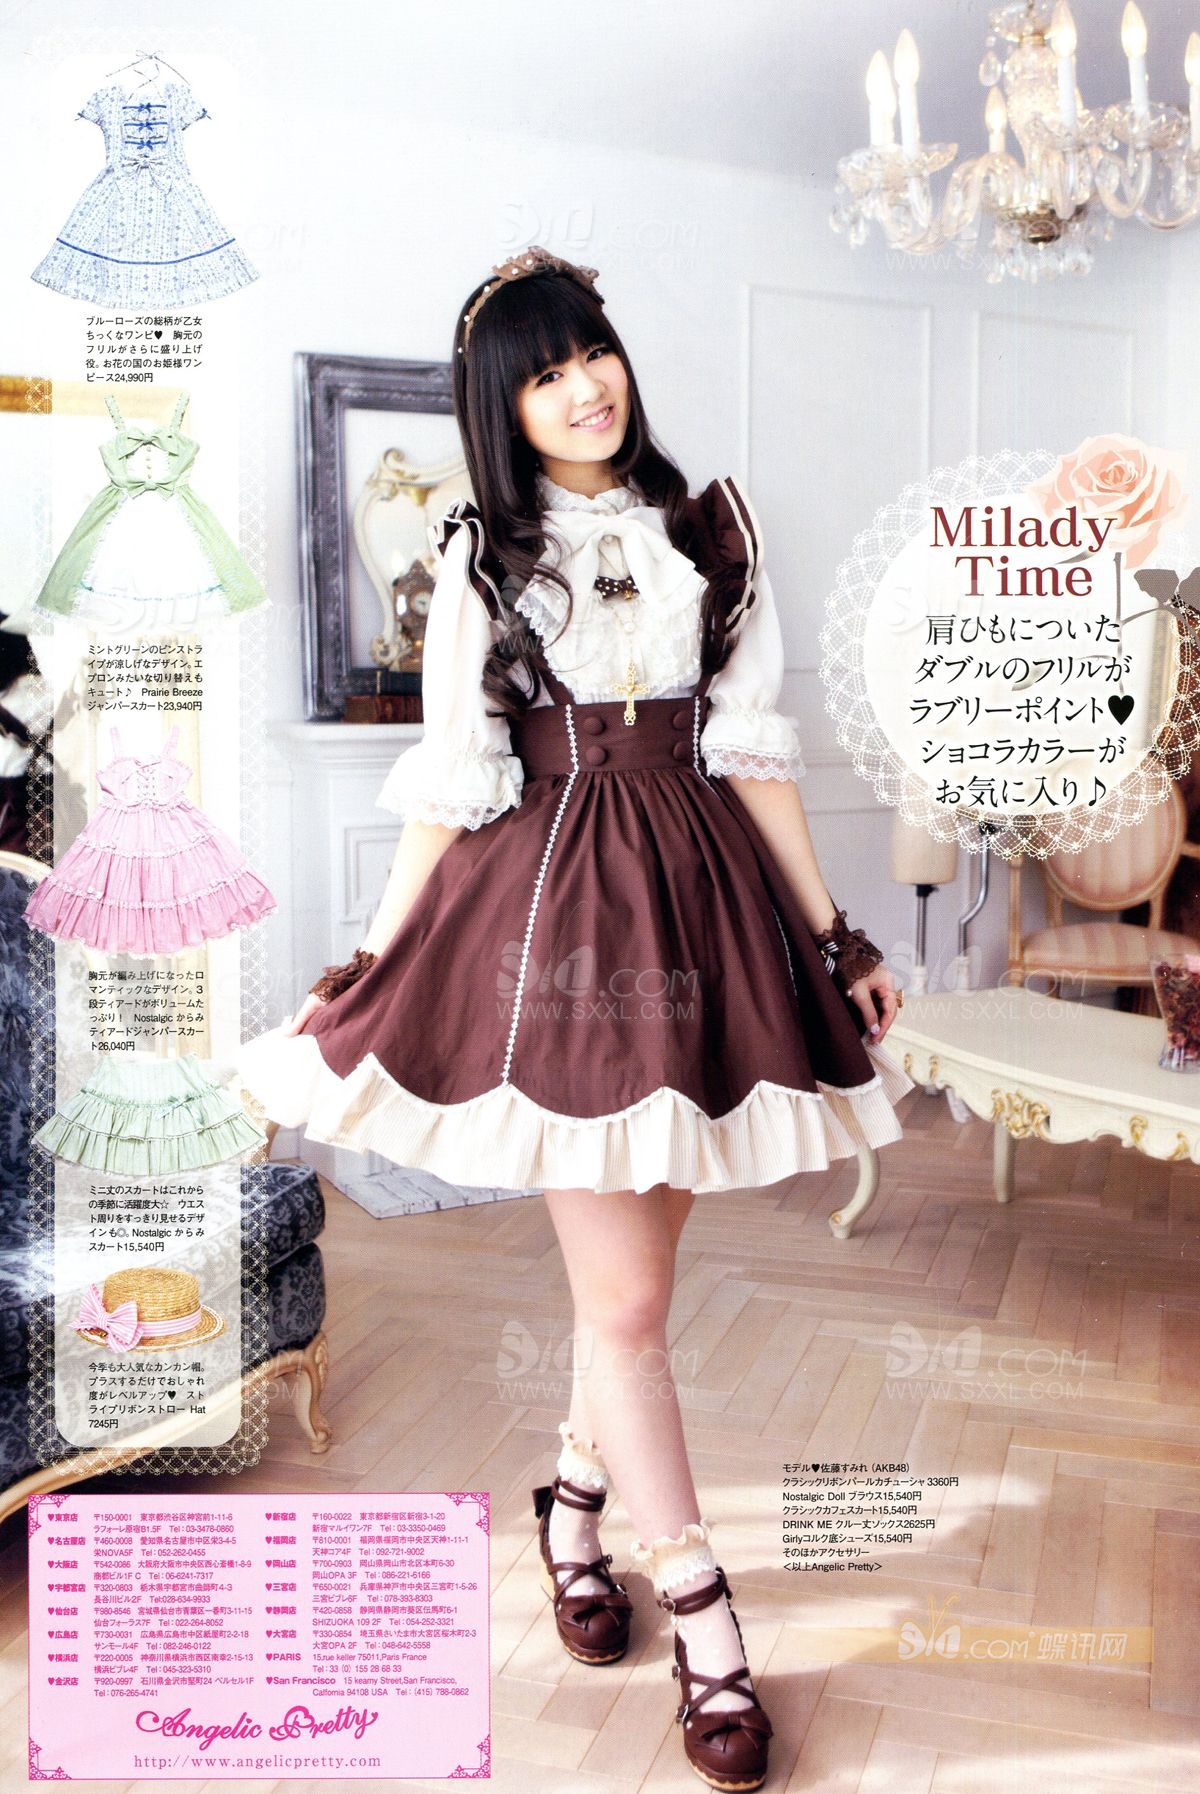 ブルーローズの総柄が乙女
ちっくなワンピ♥ 胸元の
フリルがさらに盛り上げ
役。お花の国のお姫様ワン
ピース24,990円
ミントグリーンのピンストラ
イプが涼しげなデザイン。エ
プロンみたいな切り替えも
キュート♪ Prairie Breeze
ジャンパースカート23,940円
胸元が編み上げになったロ
マンティックなデザイン。3
段ティアードがボリュームた
っぷり! Nostalgic からみ
ティアードジャンパースカー
ト26,040円
ミニ丈のスカートはこれから
の季節に活躍度大☆ ウエス
ト周りをすっきり見せるデザ
インも◎。Nostalgic からみ
スカート15,540円
今季も大人気なカンカン帽。
プラスするだけでおしゃれ
度がレベルアップ♥ スト
ライプリボンストロー Hat
7245円
Milady
Time
肩ひもについた
ダブルのフリルが
ラブリーポイント♥
ショコラカラーが
お気に入り♪
モデル♥佐藤すみれ(AKB48)
クラシックリボンパールカチューシャ3360円
Nostalgic Doll ブラウス15,540円
クラシックカフェスカート15,540円
DRINK ME クルー丈ソックス2625円
Girlyコルク底シューズ15,540円
そのほかアクセサリー
<以上Angelic Pretty>
♥東京店 〒150-0001 東京都渋谷区神宮前1-11-6
ラフォーレ原宿B1.5F Tel:03-3478-0860
♥名古屋店 〒460-0008 愛知県名古屋市中区栄3-4-5
栄NOVA5F Tel:052-262-0455
♥大阪店 〒542-0086 大阪府大阪市中央区西心斎橋1-8-9
南都ビル1F C Tel:06-6241-7317
♥宇都宮店 〒320-0803 栃木県宇都宮市曲師町4-3
長谷川ビル2F Tel:028-634-9933
♥仙台店 〒980-8546 宮城県仙台市青葉区一番町3-11-15
仙台フォーラス7F Tel:022-264-8052
♥広島店 〒730-0031 広島県広島市中区紙屋町2-2-18
サンモール4F Tel:082-246-0122
♥横浜店 〒220-0005 神奈川県横浜市西区南幸2-15-13
横浜ビブレ4F Tel:045-323-5310
♥金沢店 〒920-0997 石川県金沢市竪町24 ベルセル1F
Tel:076-265-4741
♥新宿店 〒160-0022 東京都新宿区新宿3-1-20
新宿マルイワン7F Tel:03-3350-0469
♥福岡店 〒810-0001 福岡県福岡市中央区天神1-11-1
天神コア4F Tel:092-721-9002
♥岡山店 〒700-0903 岡山県岡山市北区本町6-30
岡山OPA 3F Tel:086-221-6166
♥三宮店 〒650-0021 兵庫県神戸市中央区三宮町1-5-26
三宮ビブレ6F Tel:078-393-8303
♥静岡店 〒420-0858 静岡県静岡市葵区伝馬町6-1
SHIZUOKA 109 2F Tel:054-252-3321
♥大宮店 〒330-0854 埼玉県さいたま市大宮区桜木町2-3
大宮OPA 2F Tel:048-642-5558
♥PARIS 15.rue keller 75011,Paris France
Tel:33 (0) 155 28 68 33
♥San Francisco 15 kearny Street,San Francisco,
Calfornia 94108 USA Tel:(415) 788-0862
Angelic Pretty
http://www.angelicpretty.com
SXXL.COM
WWW.SXXL.COM
.com 蝶讯网